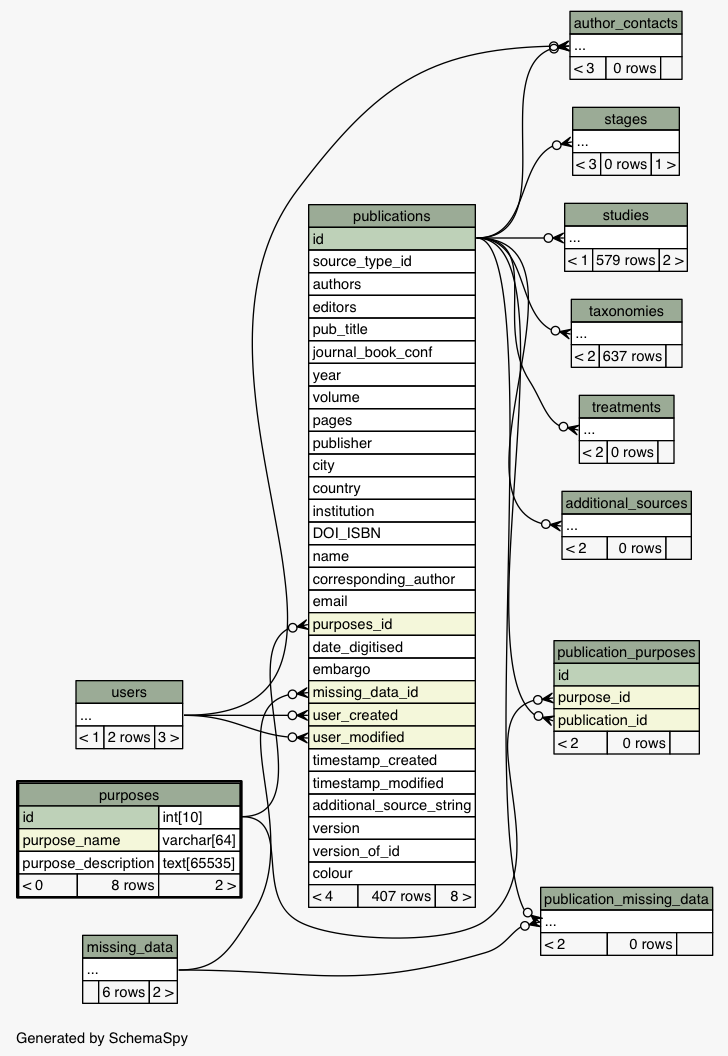 author_contacts
...
< 3 0 rows
stages
...
< 3 0 rows 1 >
studies
...
< 1 579 rows 2 >
taxonomies
...
< 2 637 rows
treatments
...
< 2 0 rows
additional_sources
...
< 2 0 rows
publications
id
source_type_id
authors
editors
pub_title
journal_book_conf
year
volume
pages
publisher
city
country
institution
DOI_ISBN
name
corresponding_author
email
purposes_id
date_digitised
embargo
missing_data_id
user_created
user_modified
timestamp_created
timestamp_modified
additional_source_string
version
version_of_id
colour
< 4 407 rows 8 >
publication_purposes
id
purpose_id
publication_id
< 2 0 rows
users
...
< 1 2 rows 3 >
purposes
id int[10]
purpose_name varchar[64]
purpose_description text[65535]
< 0 8 rows 2 >
publication_missing_data
...
< 2 0 rows
missing_data
...
6 rows 2 >
Generated by SchemaSpy